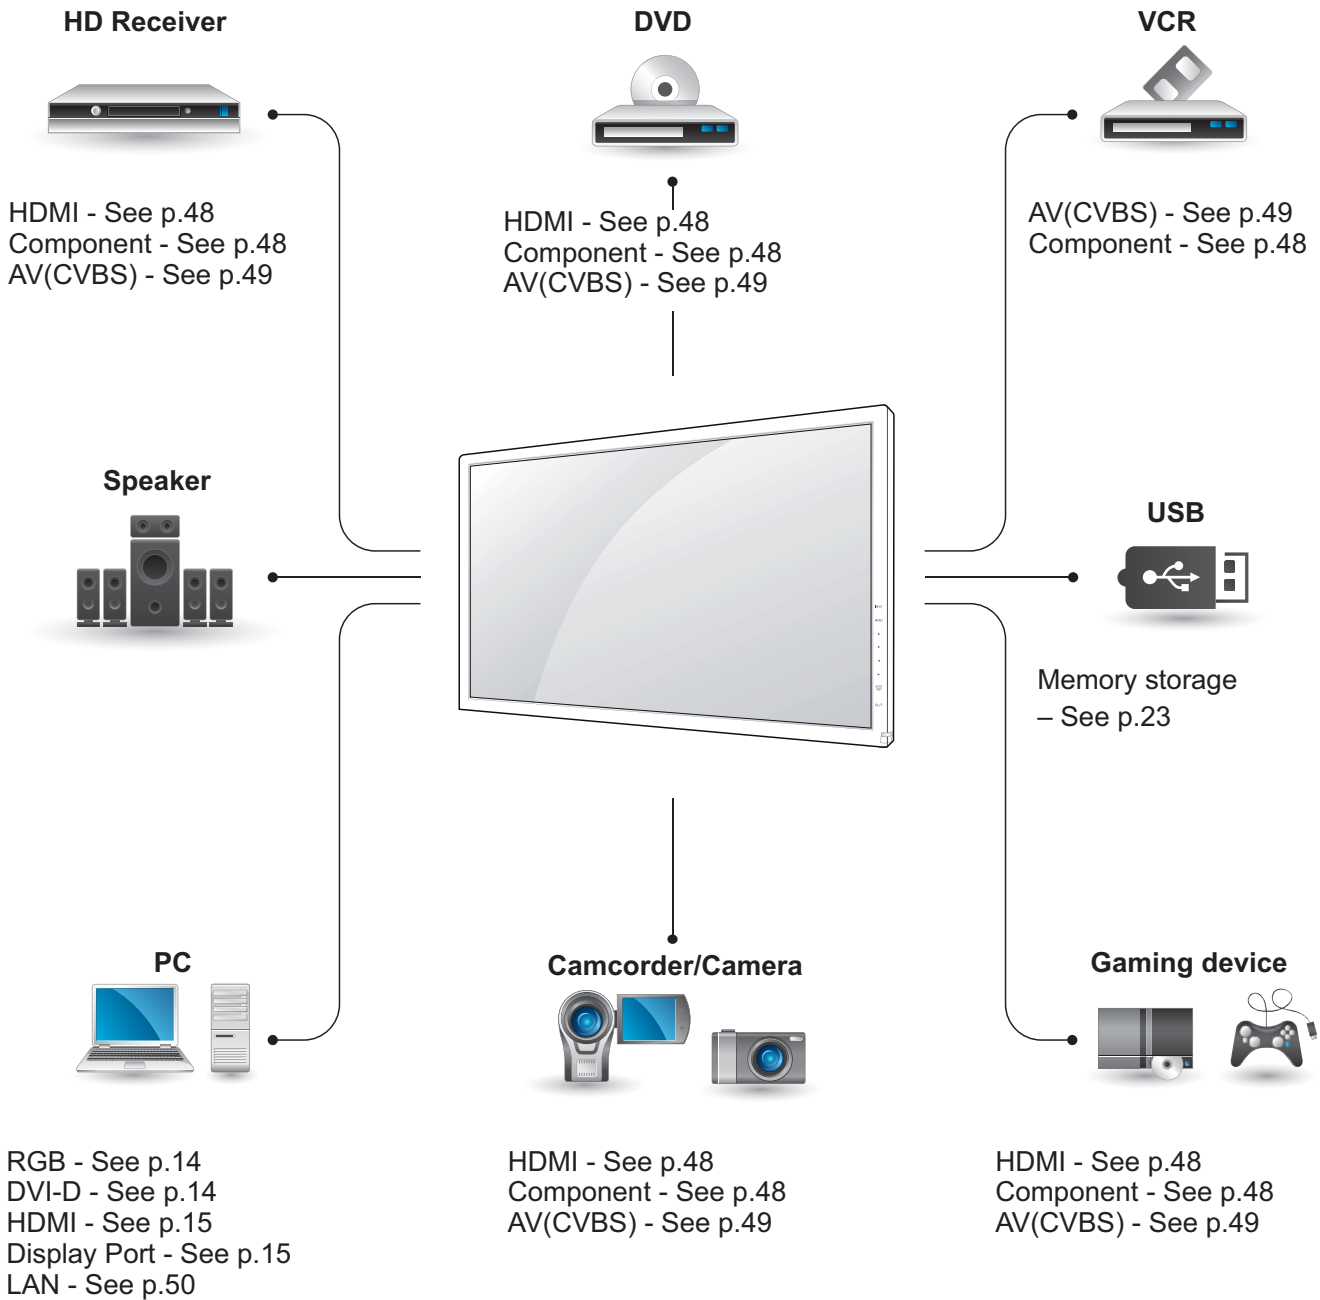 HD Receiver
HDMI - See p.48
Component - See p.48
AV(CVBS) - See p.49
DVD
HDMI - See p.48
Component - See p.48
AV(CVBS) - See p.49
VCR
AV(CVBS) - See p.49
Component - See p.48
Speaker
USB
Memory storage
– See p.23
MENU
PC
RGB - See p.14
DVI-D - See p.14
HDMI - See p.15
Display Port - See p.15
LAN - See p.50
Camcorder/Camera
HDMI - See p.48
Component - See p.48
AV(CVBS) - See p.49
Gaming device
HDMI - See p.48
Component - See p.48
AV(CVBS) - See p.49